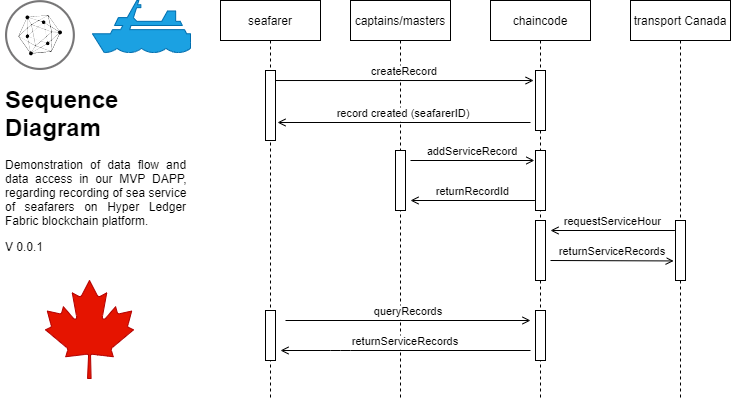 seafarer
captains/masters
chaincode
transport Canada
Sequence
Diagram
Demonstration of data flow and
data access in our MVP DAPP,
regarding recording of sea service
of seafarers on Hyper Ledger
Fabric blockchain platform.
V 0.0.1
createRecord
record created (seafarerID)
addServiceRecord
returnRecordId
requestServiceHour
returnServiceRecords
queryRecords
returnServiceRecords